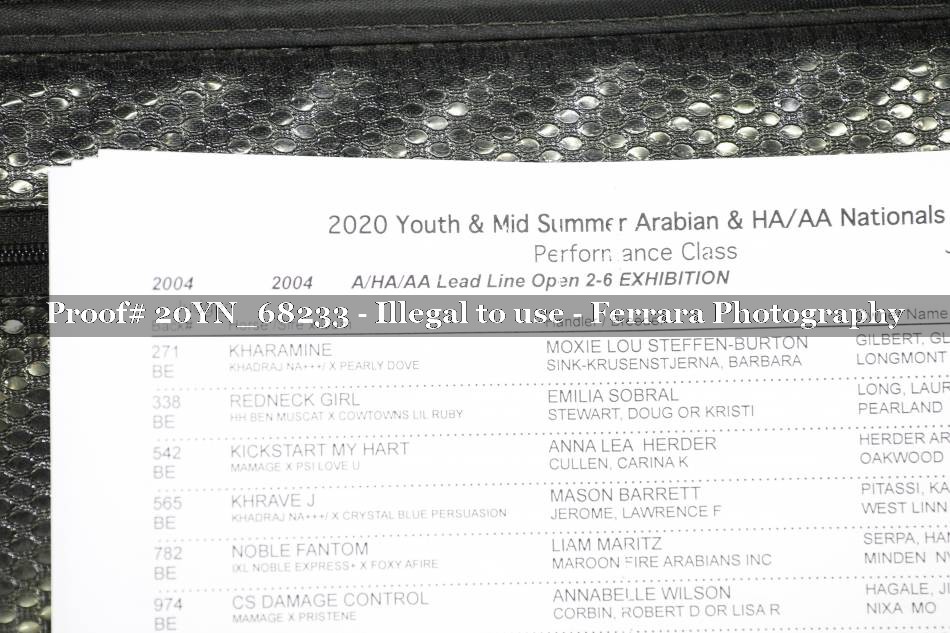 2020 Youth & Mid Summer Arabian & HA/AA Nationals
Performance Class
2004 2004 A/HA/AA Lead Line Open 2-6 EXHIBITION
Proof# 20YN_68233 - Illegal to use - Ferrara Photography
Name
271 KHARAMINE MOXIE LOU STEFFEN-BURTON GILBERT, GL
BE KHADRAJ NA+++/ X PEARLY DOVE SINK-KRUSENSTJERNA, BARBARA LONGMONT
338 REDNECK GIRL EMILIA SOBRAL LONG, LAUR
BE HH BEN MUSCAT X COWTOWNS LIL RUBY STEWART, DOUG OR KRISTI PEARLAND
542 KICKSTART MY HART ANNA LEA HERDER HERDER AR
BE MAMAGE X PSI LOVE U CULLEN, CARINA K OAKWOOD
565 KHRAVE J MASON BARRETT PITASSI, KA
BE KHADRAJ NA+++/ X CRYSTAL BLUE PERSUASION JEROME, LAWRENCE F WEST LINN
782 NOBLE FANTOM LIAM MARITZ SERPA, HAN
BE IXL NOBLE EXPRESS+ X FOXY AFIRE MAROON FIRE ARABIANS INC MINDEN NV
974 CS DAMAGE CONTROL ANNABELLE WILSON HAGALE, JI
BE MAMAGE X PRISTENE CORBIN, ROBERT D OR LISA R NIXA MO